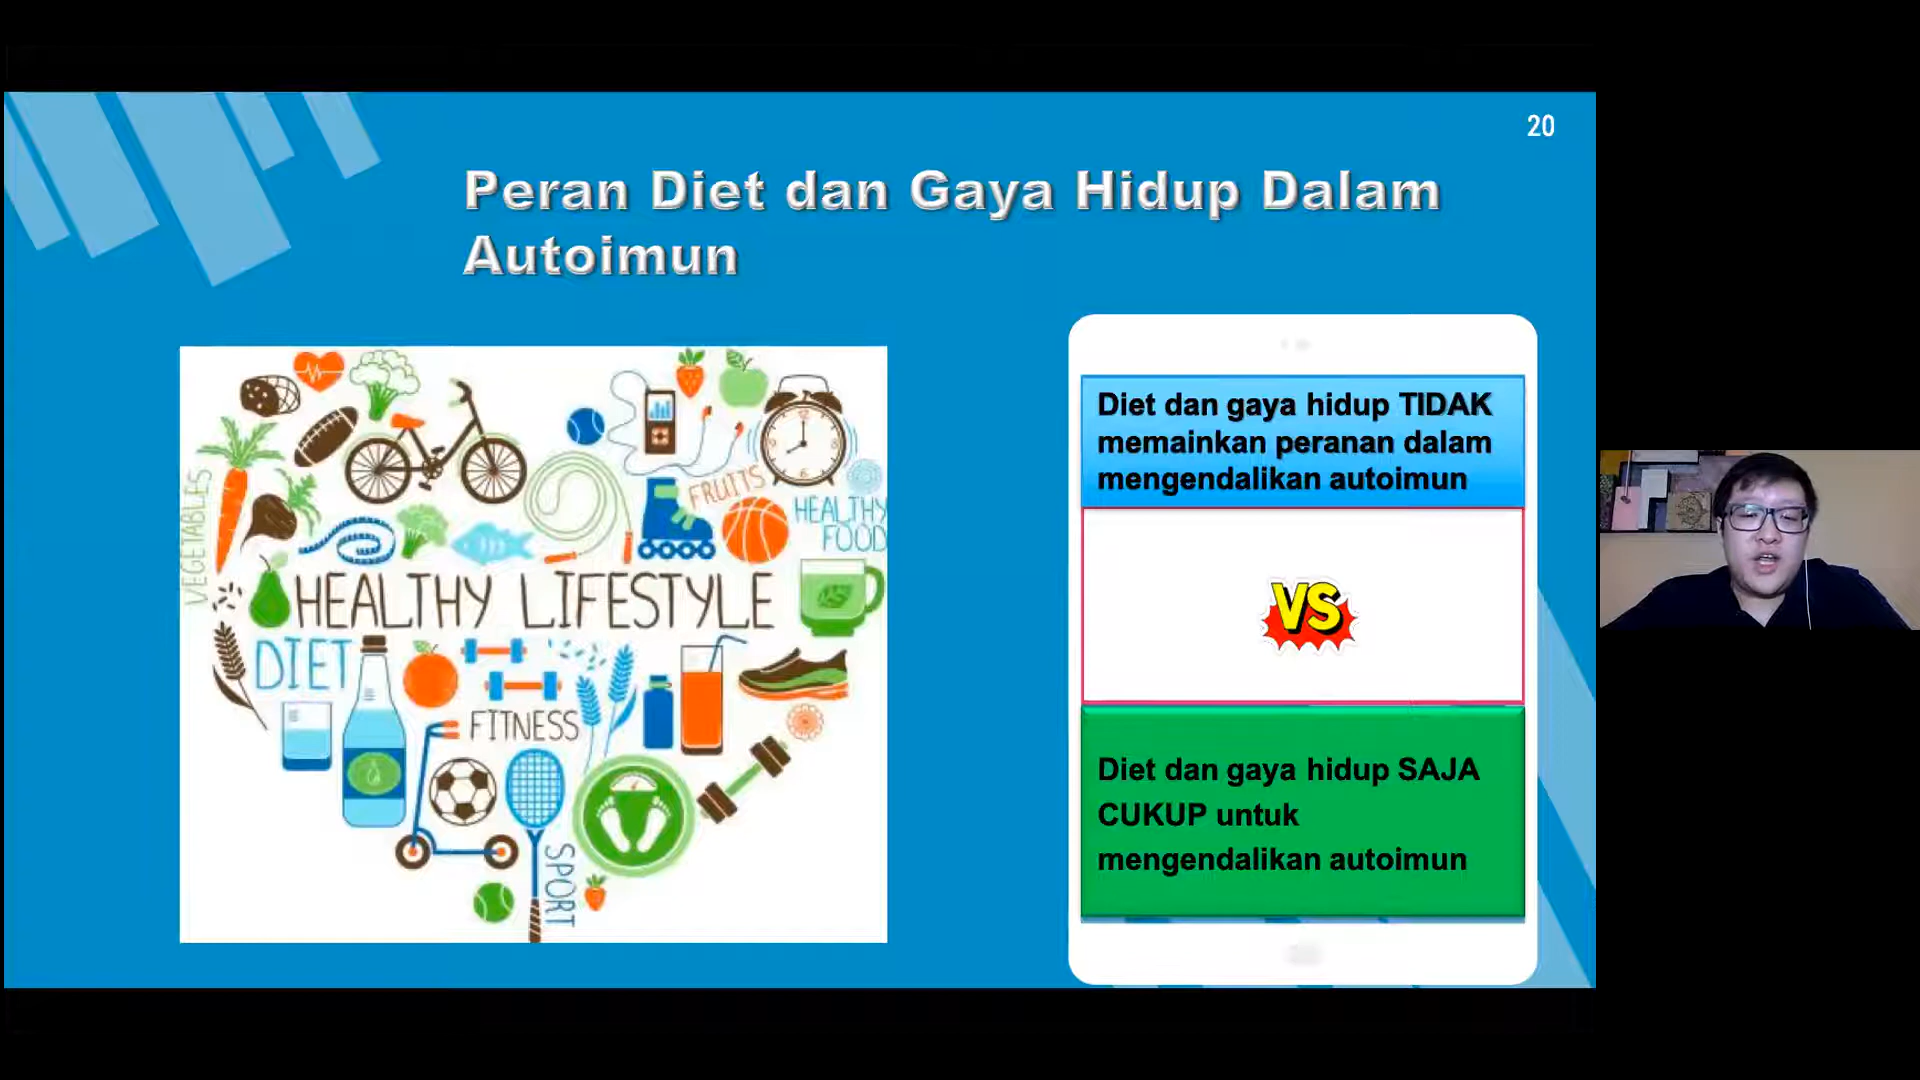 20
Peran Diet dan Gaya Hidup Dalam
Autoimun
VEGETABLES
FRUITS
HEALTHY
FOOD
HEALTHY LIFESTYLE
DIET
FITNESS
SPORT
Diet dan gaya hidup TIDAK
memainkan peranan dalam
mengendalikan autoimun
VS
Diet dan gaya hidup SAJA
CUKUP untuk
mengendalikan autoimun